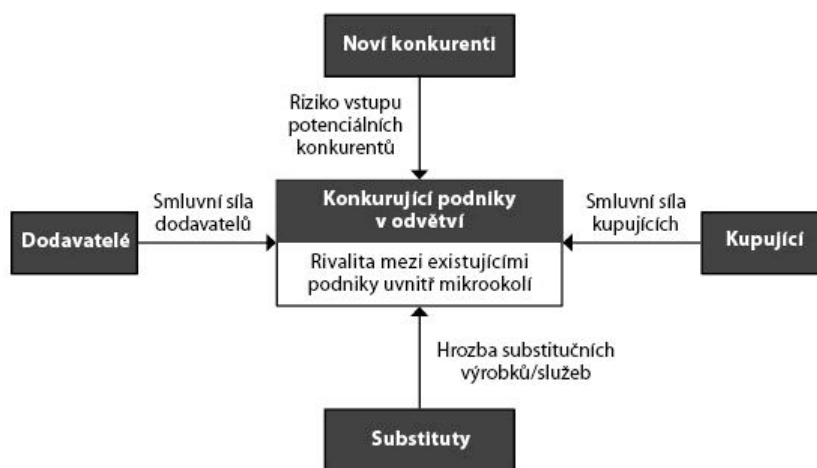 Noví konkurenti
Riziko vstupu
potenciálních
konkurentů
Smluvní síla
dodavatelů
Konkurující podniky
v odvětví
Smluvní síla
kupujících
Dodavatelé
Kupující
Rivalita mezi existujícími
podniky uvnitř mikrookolí
Hrozba substitučních
výrobků/služeb
Substituty